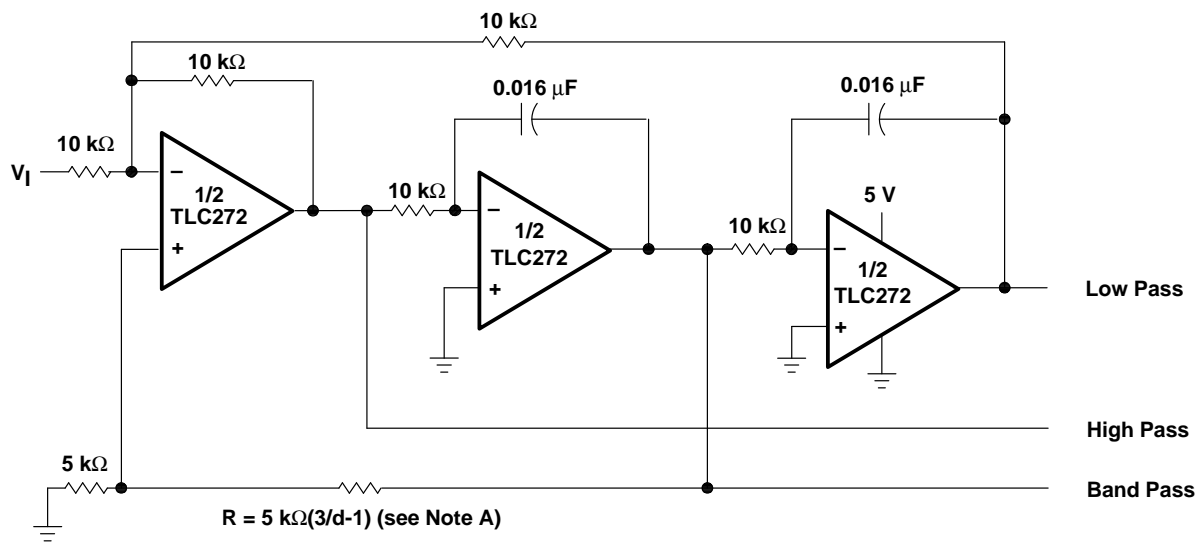 10 kΩ
10 kΩ
0.016 μF
0.016 μF
10 kΩ
VI
−
1/2
TLC272
+
10 kΩ
−
1/2
TLC272
+
5 V
10 kΩ
−
1/2
TLC272
+
Low Pass
High Pass
5 kΩ
Band Pass
R = 5 kΩ(3/d-1) (see Note A)